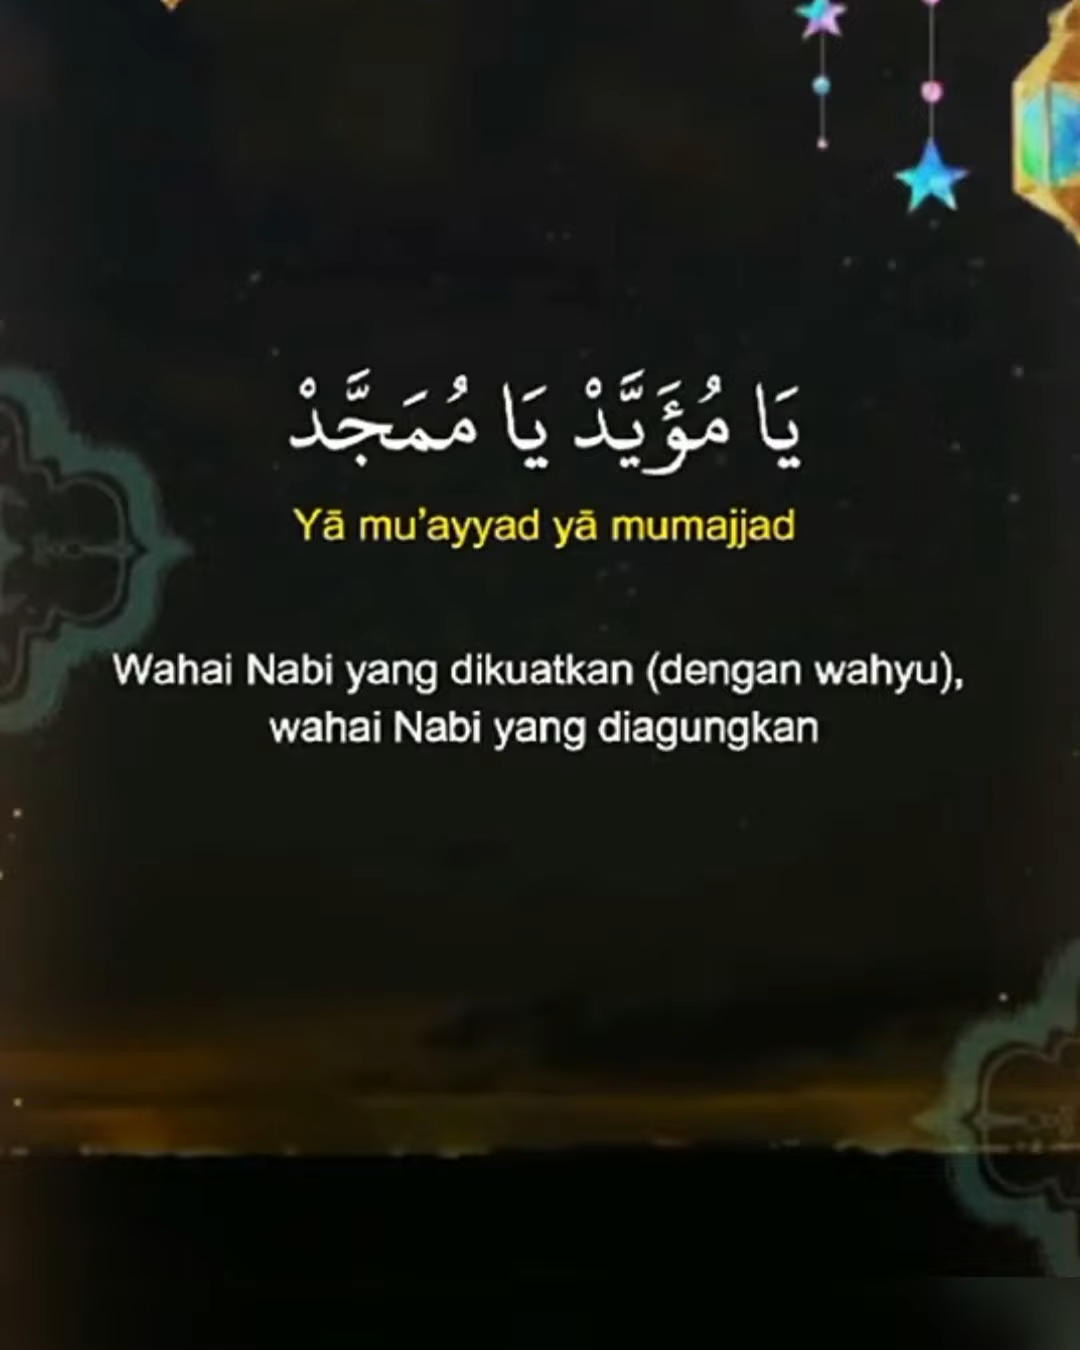 يَا مُؤَيَّدْ يَا مُمَجَّدْ
Yā mu’ayyad yā mumajjad
Wahai Nabi yang dikuatkan (dengan wahyu),
wahai Nabi yang diagungkan